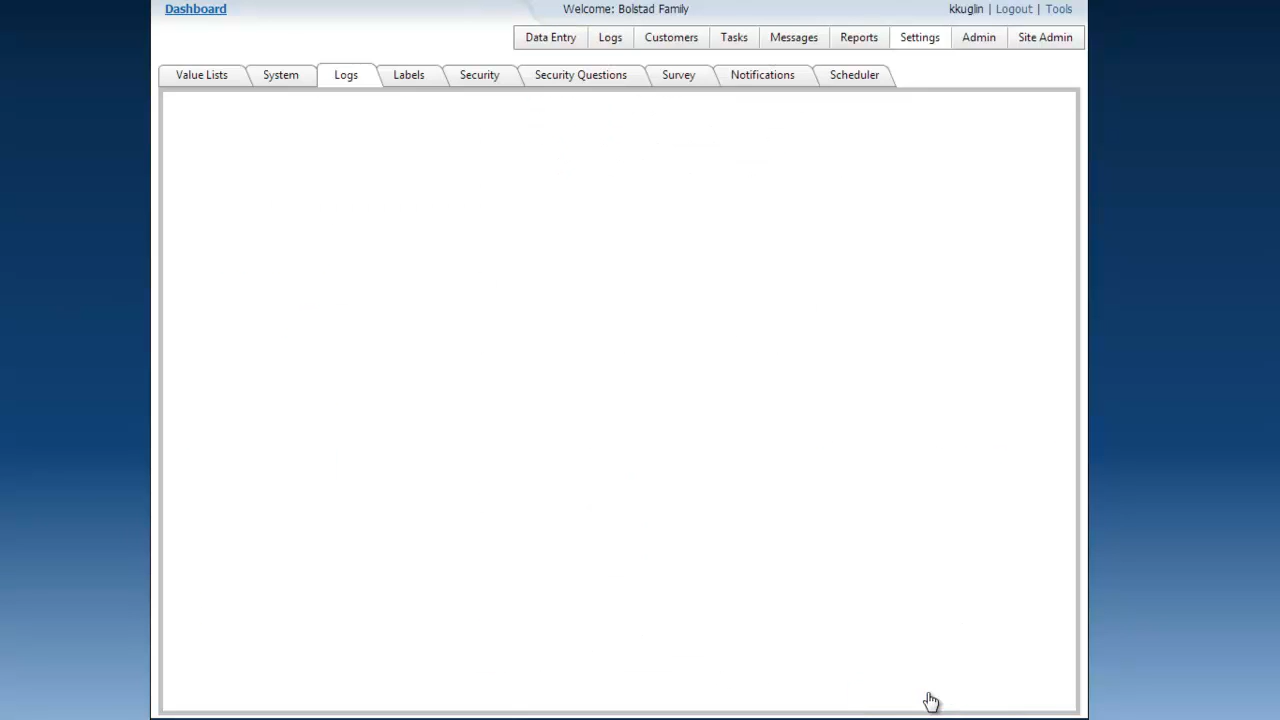 Dashboard Welcome: Bolstad Family kkuglin | Logout | Tools
Data Entry Logs Customers Tasks Messages Reports Settings Admin Site Admin
Value Lists System Logs Labels Security Security Questions Survey Notifications Scheduler